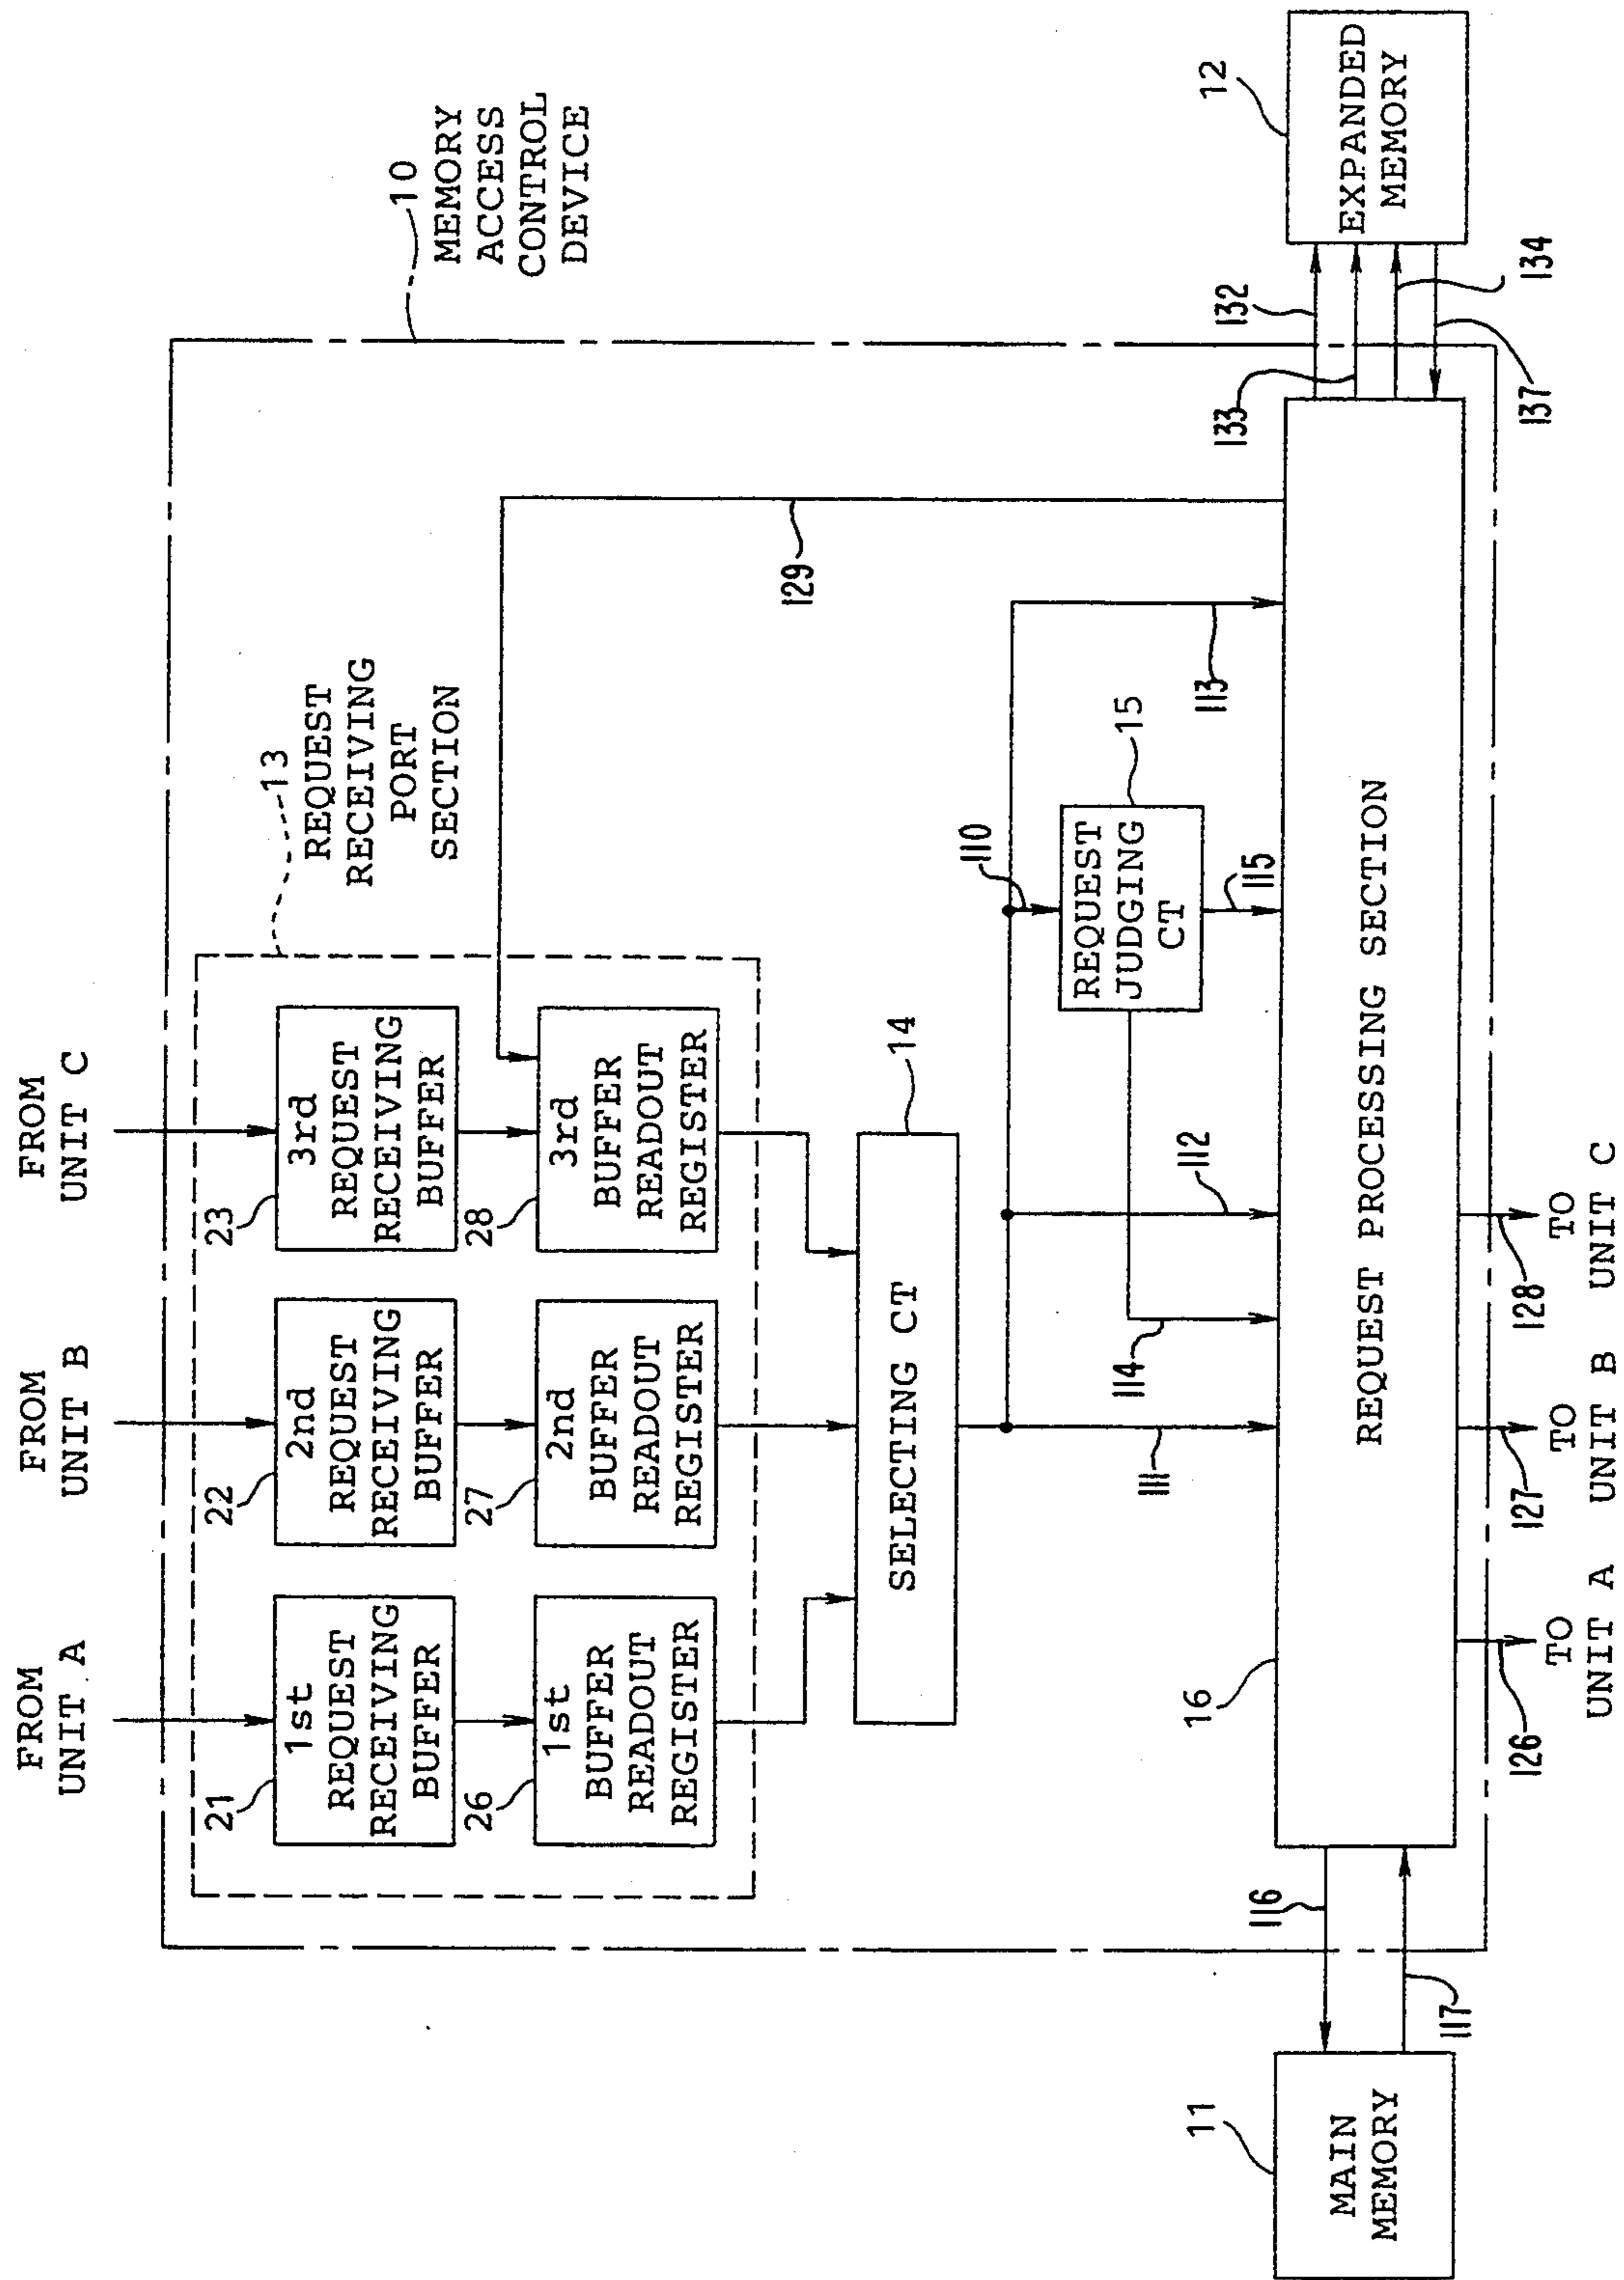 FROM
UNIT A
FROM
UNIT B
FROM
UNIT C
10
MEMORY
ACCESS
CONTROL
DEVICE
13
REQUEST
RECEIVING
PORT
SECTION
21
1st
REQUEST
RECEIVING
BUFFER
22
2nd
REQUEST
RECEIVING
BUFFER
23
3rd
REQUEST
RECEIVING
BUFFER
26
1st
BUFFER
READOUT
REGISTER
27
2nd
BUFFER
READOUT
REGISTER
28
3rd
BUFFER
READOUT
REGISTER
129
14
SELECTING CT
110
15
REQUEST
JUDGING
CT
111
114
112
115
113
11
MAIN
MEMORY
116
117
16
REQUEST PROCESSING SECTION
132
133
134
137
12
EXPANDED
MEMORY
126
TO
UNIT A
127
TO
UNIT B
128
TO
UNIT C